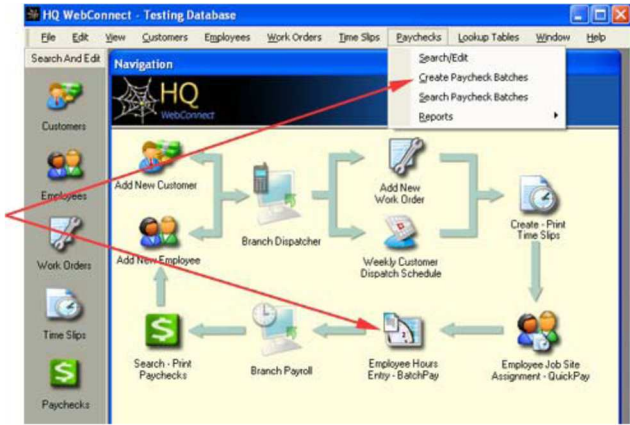 HQ WebConnect - Testing Database
File Edit View Customers Employees Work Orders Time Slips Paychecks Lookup Tables Window Help
Search And Edit
Navigation
Search/Edit
Create Paycheck Batches
Search Paycheck Batches
Reports
HQ
WebConnect
Customers
Employees
Work Orders
Time Slips
Paychecks
Add New Customer
Add New Employee
Branch Dispatcher
Add New
Work Order
Weekly Customer
Dispatch Schedule
Create - Print
Time Slips
Search - Print
Paychecks
Branch Payroll
Employee Hours
Entry - BatchPay
Employee Job Site
Assignment - QuickPay